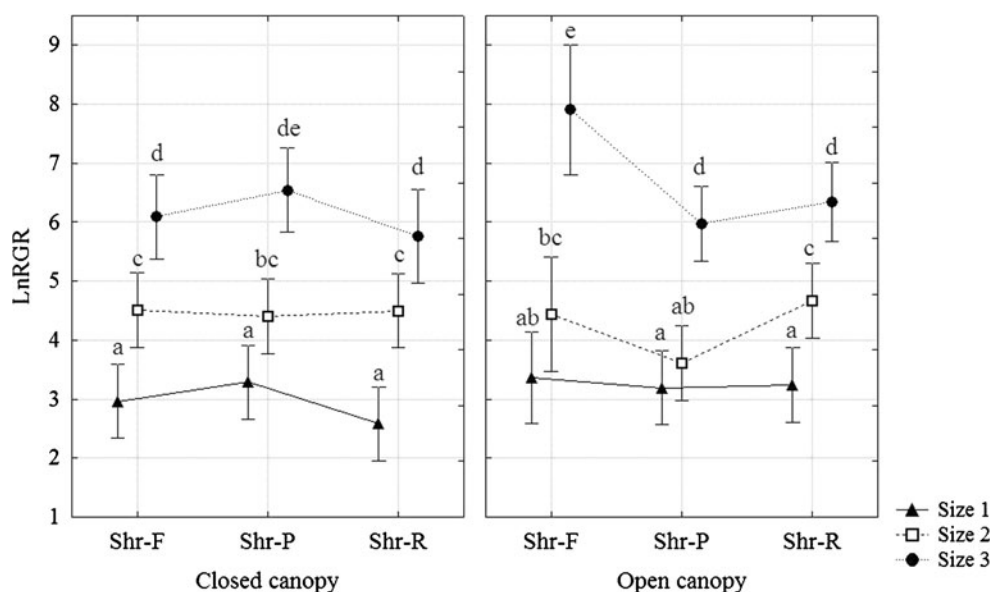 LnRGR
9
8
7
6
5
4
3
2
1
d
de
d
c
bc
c
a
a
a
e
d
d
bc
ab
c
ab
a
a
Shr-F Shr-P Shr-R
Closed canopy
Shr-F Shr-P Shr-R
Open canopy
Size 1
Size 2
Size 3